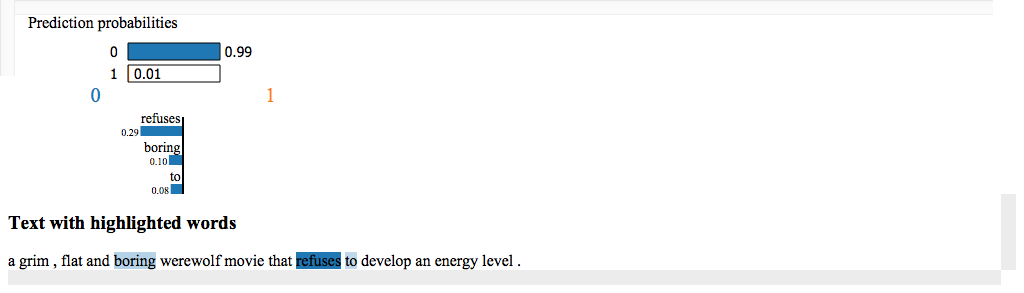 Prediction probabilities
0 0.99
1 0.01
0 1
refuses
0.29
boring
0.10
to
0.08
Text with highlighted words
a grim , flat and boring werewolf movie that refuses to develop an energy level .